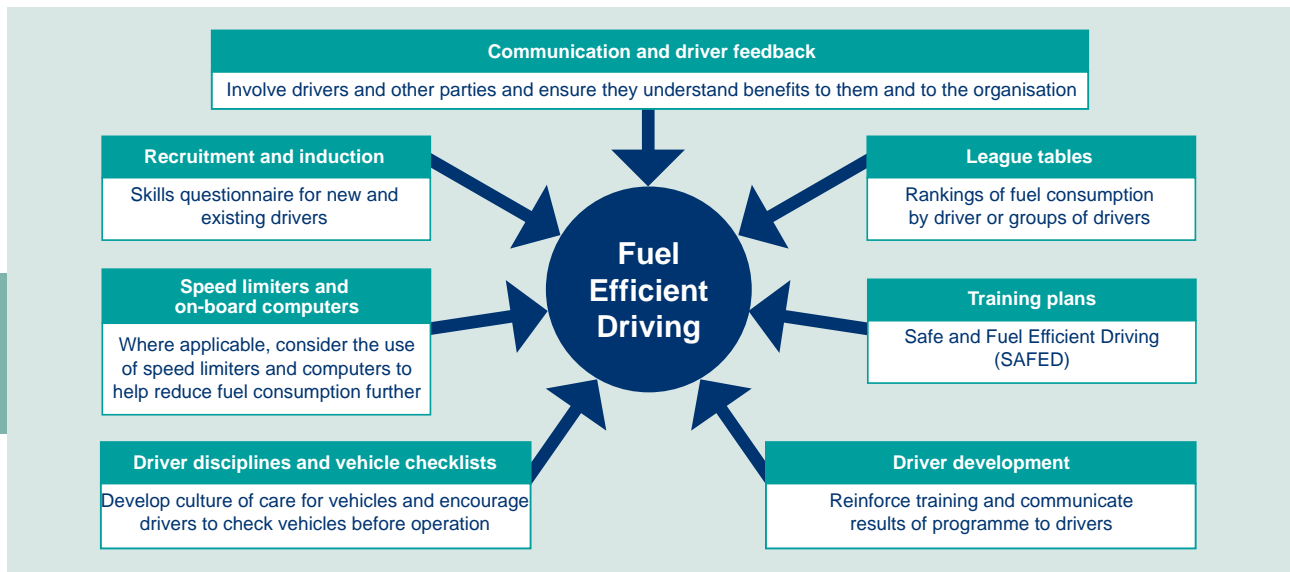 Communication and driver feedback
Involve drivers and other parties and ensure they understand benefits to them and to the organisation
Recruitment and induction
Skills questionnaire for new and
existing drivers
League tables
Rankings of fuel consumption
by driver or groups of drivers
Fuel
Efficient
Driving
Speed limiters and
on-board computers
Where applicable, consider the use
of speed limiters and computers to
help reduce fuel consumption further
Training plans
Safe and Fuel Efficient Driving
(SAFED)
Driver disciplines and vehicle checklists
Develop culture of care for vehicles and encourage
drivers to check vehicles before operation
Driver development
Reinforce training and communicate
results of programme to drivers